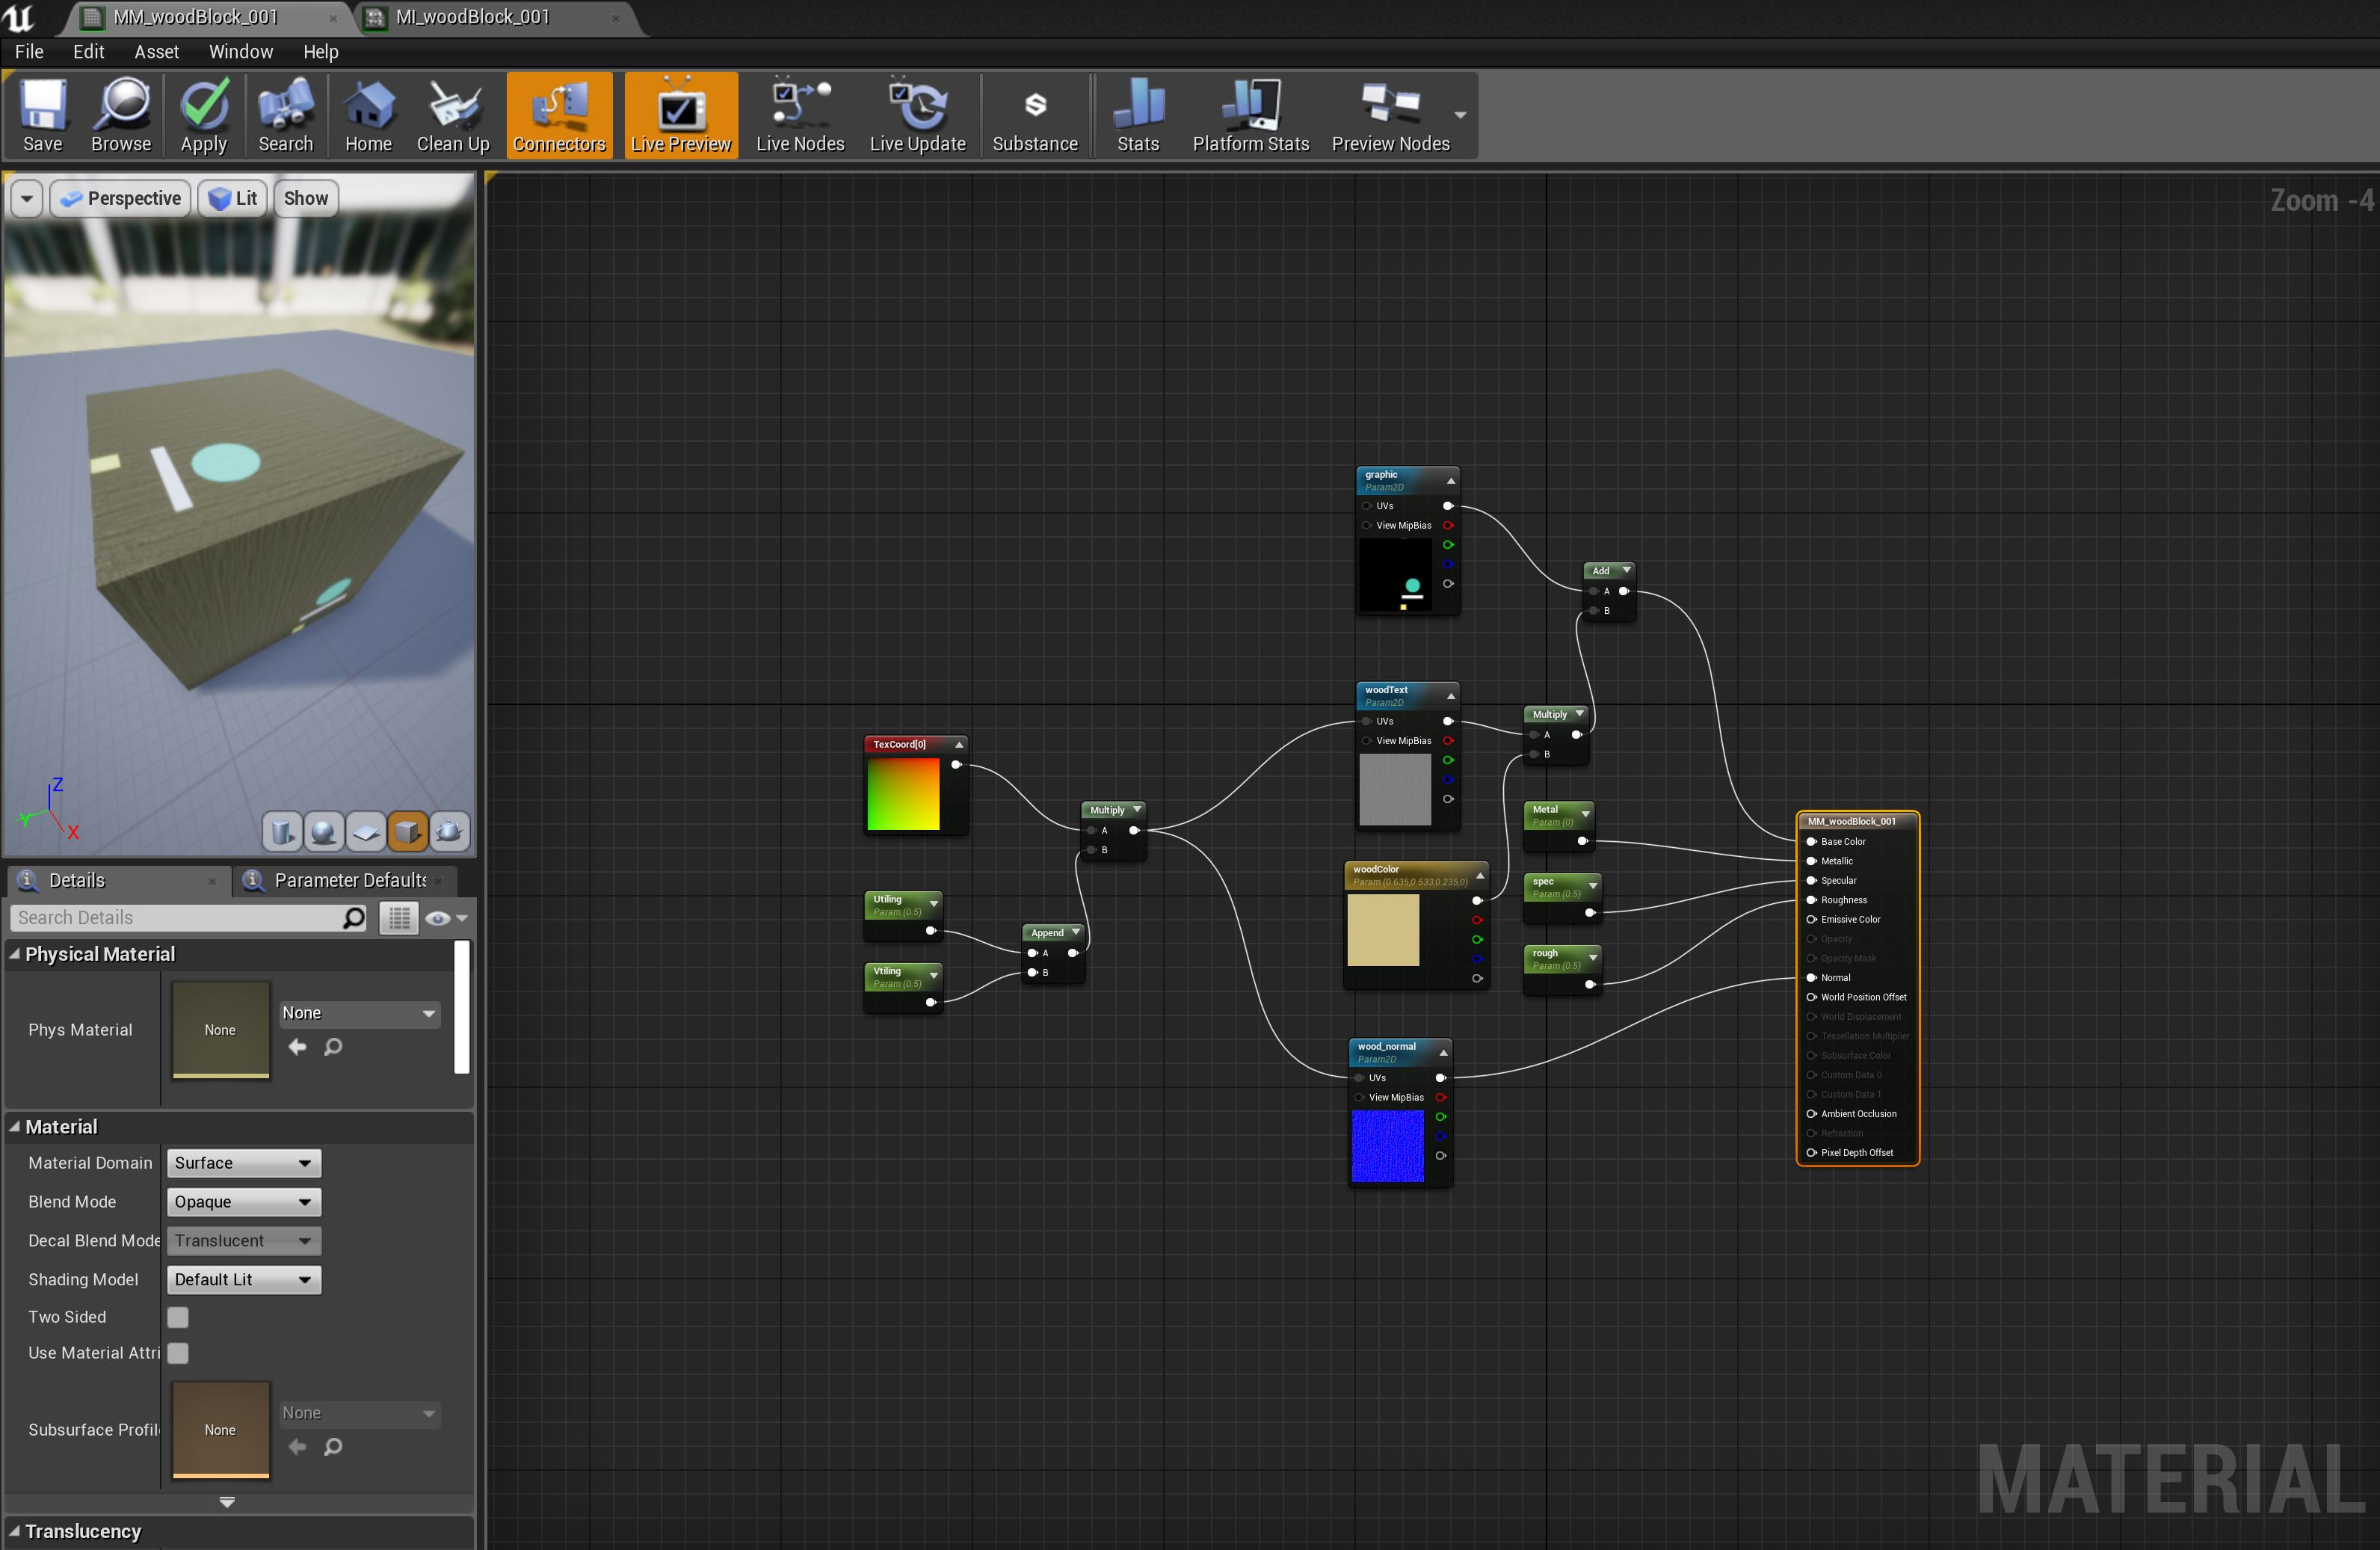 MM_woodBlock_001
MI_woodBlock_001
File Edit Asset Window Help
Save Browse Apply Search Home Clean Up Connectors Live Preview Live Nodes Live Update Substance Stats Platform Stats Preview Nodes
Perspective Lit Show
Zoom -4
Z
Y
X
graphic
Param2D
UVs
View MipBias
Add
A
B
woodText
Param2D
UVs
View MipBias
Multiply
A
B
TexCoord[0]
Multiply
A
B
Utiling
Param (0.5)
Vtiling
Param (0.5)
Append
A
B
woodColor
Param (0.635,0.533,0.235,0)
Metal
Param (0)
spec
Param (0.5)
rough
Param (0.5)
wood_normal
Param2D
UVs
View MipBias
MM_woodBlock_001
Base Color
Metallic
Specular
Roughness
Emissive Color
Opacity
Opacity Mask
Normal
World Position Offset
World Displacement
Tessellation Multiplier
Subsurface Color
Custom Data 0
Custom Data 1
Ambient Occlusion
Refraction
Pixel Depth Offset
Details
Parameter Defaults
Search Details
Physical Material
Phys Material None None
Material
Material Domain Surface
Blend Mode Opaque
Decal Blend Mode Translucent
Shading Model Default Lit
Two Sided
Use Material Attri
Subsurface Profil None None
Translucency
MATERIAL